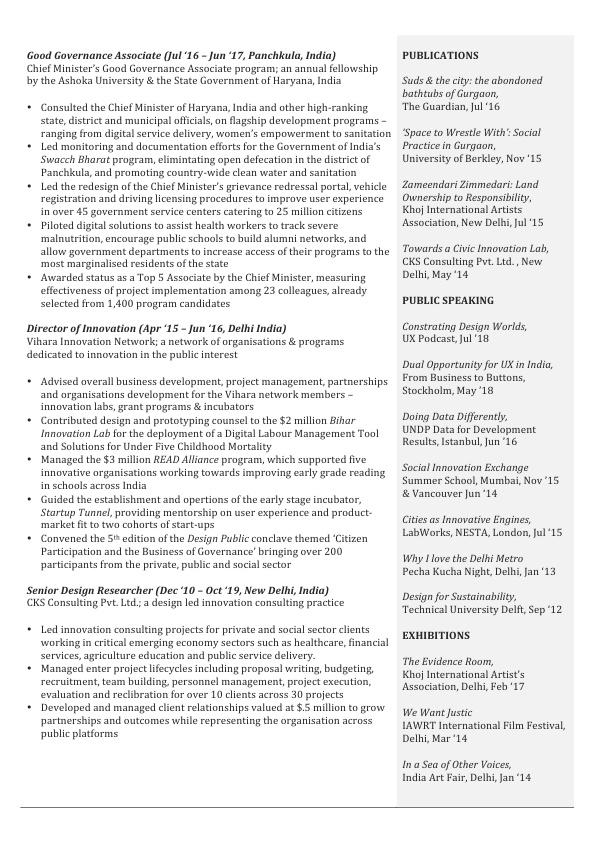 Good Governance Associate (Jul ‘16 – Jun ‘17, Panchkula, India)
Chief Minister’s Good Governance Associate program; an annual fellowship
by the Ashoka University & the State Government of Haryana, India
• Consulted the Chief Minister of Haryana, India and other high-ranking
state, district and municipal officials, on flagship development programs –
ranging from digital service delivery, women’s empowerment to sanitation
• Led monitoring and documentation efforts for the Government of India’s
Swacch Bharat program, elimintating open defecation in the district of
Panchkula, and promoting country-wide clean water and sanitation
• Led the redesign of the Chief Minister’s grievance redressal portal, vehicle
registration and driving licensing procedures to improve user experience
in over 45 government service centers catering to 25 million citizens
• Piloted digital solutions to assist health workers to track severe
malnutrition, encourage public schools to build alumni networks, and
allow government departments to increase access of their programs to the
most marginalised residents of the state
• Awarded status as a Top 5 Associate by the Chief Minister, measuring
effectiveness of project implementation among 23 colleagues, already
selected from 1,400 program candidates
Director of Innovation (Apr ‘15 – Jun ‘16, Delhi India)
Vihara Innovation Network; a network of organisations & programs
dedicated to innovation in the public interest
• Advised overall business development, project management, partnerships
and organisations development for the Vihara network members –
innovation labs, grant programs & incubators
• Contributed design and prototyping counsel to the $2 million Bihar
Innovation Lab for the deployment of a Digital Labour Management Tool
and Solutions for Under Five Childhood Mortality
• Managed the $3 million READ Alliance program, which supported five
innovative organisations working towards improving early grade reading
in schools across India
• Guided the establishment and opertions of the early stage incubator,
Startup Tunnel, providing mentorship on user experience and product-
market fit to two cohorts of start-ups
• Convened the 5th edition of the Design Public conclave themed ‘Citizen
Participation and the Business of Governance’ bringing over 200
participants from the private, public and social sector
Senior Design Researcher (Dec ‘10 – Oct ‘19, New Delhi, India)
CKS Consulting Pvt. Ltd.; a design led innovation consulting practice
• Led innovation consulting projects for private and social sector clients
working in critical emerging economy sectors such as healthcare, financial
services, agriculture education and public service delivery.
• Managed enter project lifecycles including proposal writing, budgeting,
recruitment, team building, personnel management, project execution,
evaluation and reclibration for over 10 clients across 30 projects
• Developed and managed client relationships valued at $.5 million to grow
partnerships and outcomes while representing the organisation across
public platforms
PUBLICATIONS
Suds & the city: the abondoned
bathtubs of Gurgaon,
The Guardian, Jul ‘16
‘Space to Wrestle With’: Social
Practice in Gurgaon,
University of Berkley, Nov ‘15
Zameendari Zimmedari: Land
Ownership to Responsibility,
Khoj International Artists
Association, New Delhi, Jul ‘15
Towards a Civic Innovation Lab,
CKS Consulting Pvt. Ltd. , New
Delhi, May ‘14
PUBLIC SPEAKING
Constrating Design Worlds,
UX Podcast, Jul ‘18
Dual Opportunity for UX in India,
From Business to Buttons,
Stockholm, May ‘18
Doing Data Differently,
UNDP Data for Development
Results, Istanbul, Jun ‘16
Social Innovation Exchange
Summer School, Mumbai, Nov ‘15
& Vancouver Jun ‘14
Cities as Innovative Engines,
LabWorks, NESTA, London, Jul ‘15
Why I love the Delhi Metro
Pecha Kucha Night, Delhi, Jan ‘13
Design for Sustainability,
Technical University Delft, Sep ‘12
EXHIBITIONS
The Evidence Room,
Khoj International Artist’s
Association, Delhi, Feb ‘17
We Want Justic
IAWRT International Film Festival,
Delhi, Mar ‘14
In a Sea of Other Voices,
India Art Fair, Delhi, Jan ‘14